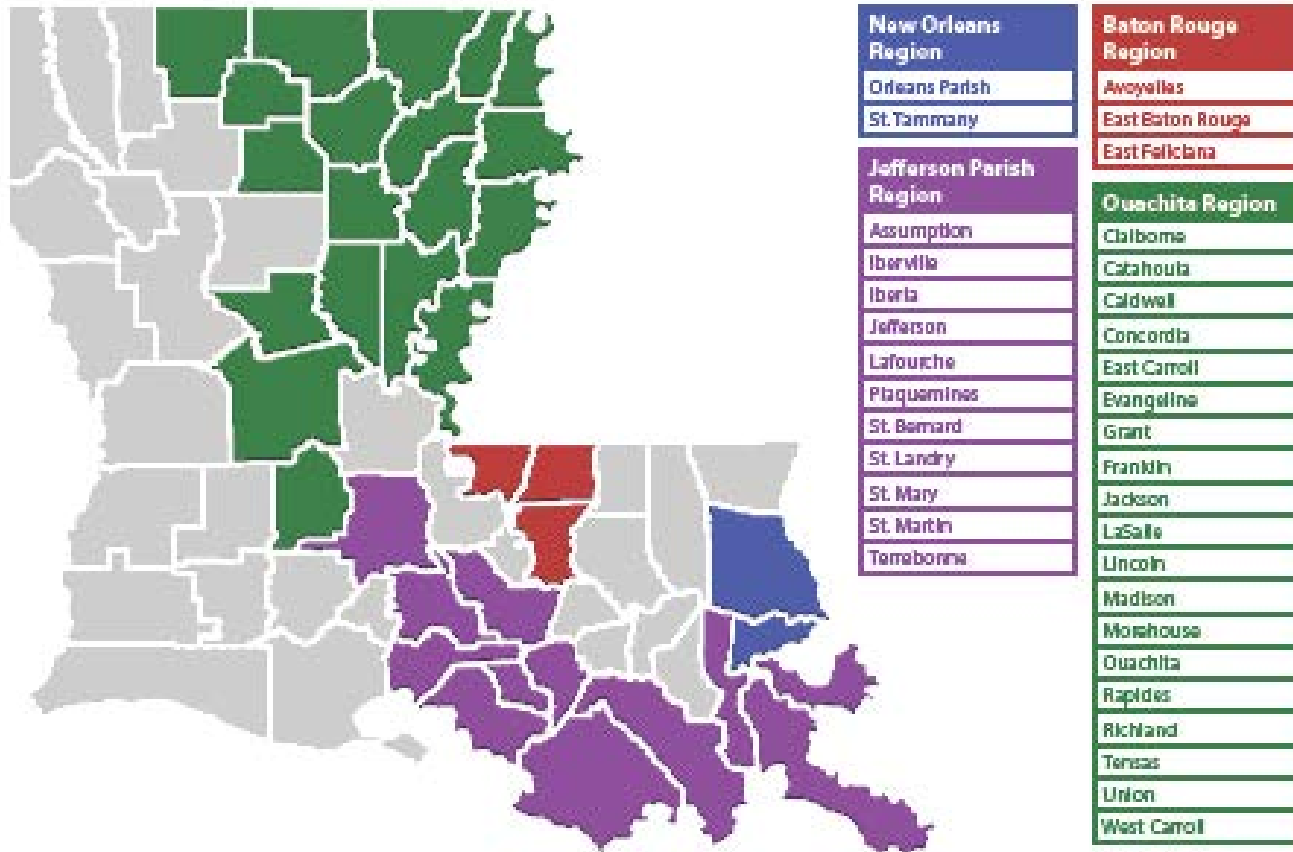 New Orleans
Region
Orleans Parish
St. Tammany
Jefferson Parish
Region
Assumption
Iberville
Iberia
Jefferson
Lafourche
Plaquemines
St. Bernard
St. Landry
St. Mary
St. Martin
Terrebonne
Baton Rouge
Region
Avoyelles
East Baton Rouge
East Feliciana
Ouachita Region
Claiborne
Catahoula
Caldwell
Concordia
East Carroll
Evangeline
Grant
Franklin
Jackson
LaSalle
Lincoln
Madison
Morehouse
Ouachita
Rapides
Richland
Tensas
Union
West Carroll